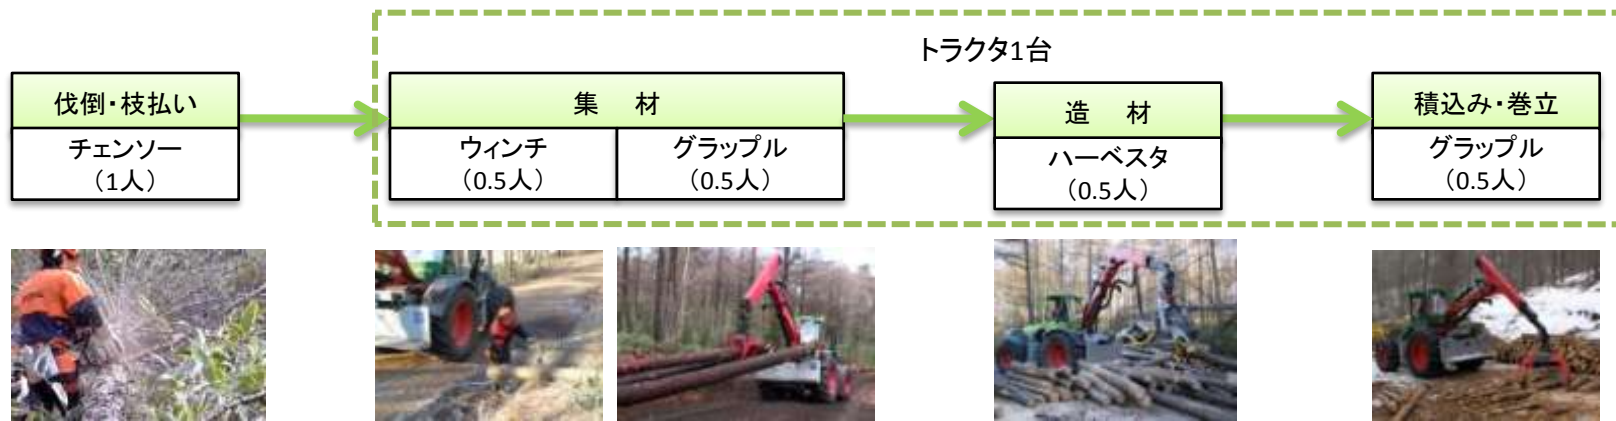 トラクタ1台
伐倒・枝払い
チェンソー
（1人）
集　材
ウィンチ
（0.5人）
グラップル
（0.5人）
造　材
ハーベスタ
（0.5人）
積込み・巻立
グラップル
（0.5人）